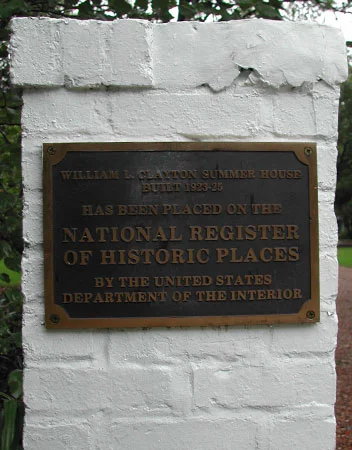 WILLIAM L. CLAYTON SUMMER HOUSE
BUILT 1923-25
HAS BEEN PLACED ON THE
NATIONAL REGISTER
OF HISTORIC PLACES
BY THE UNITED STATES
DEPARTMENT OF THE INTERIOR